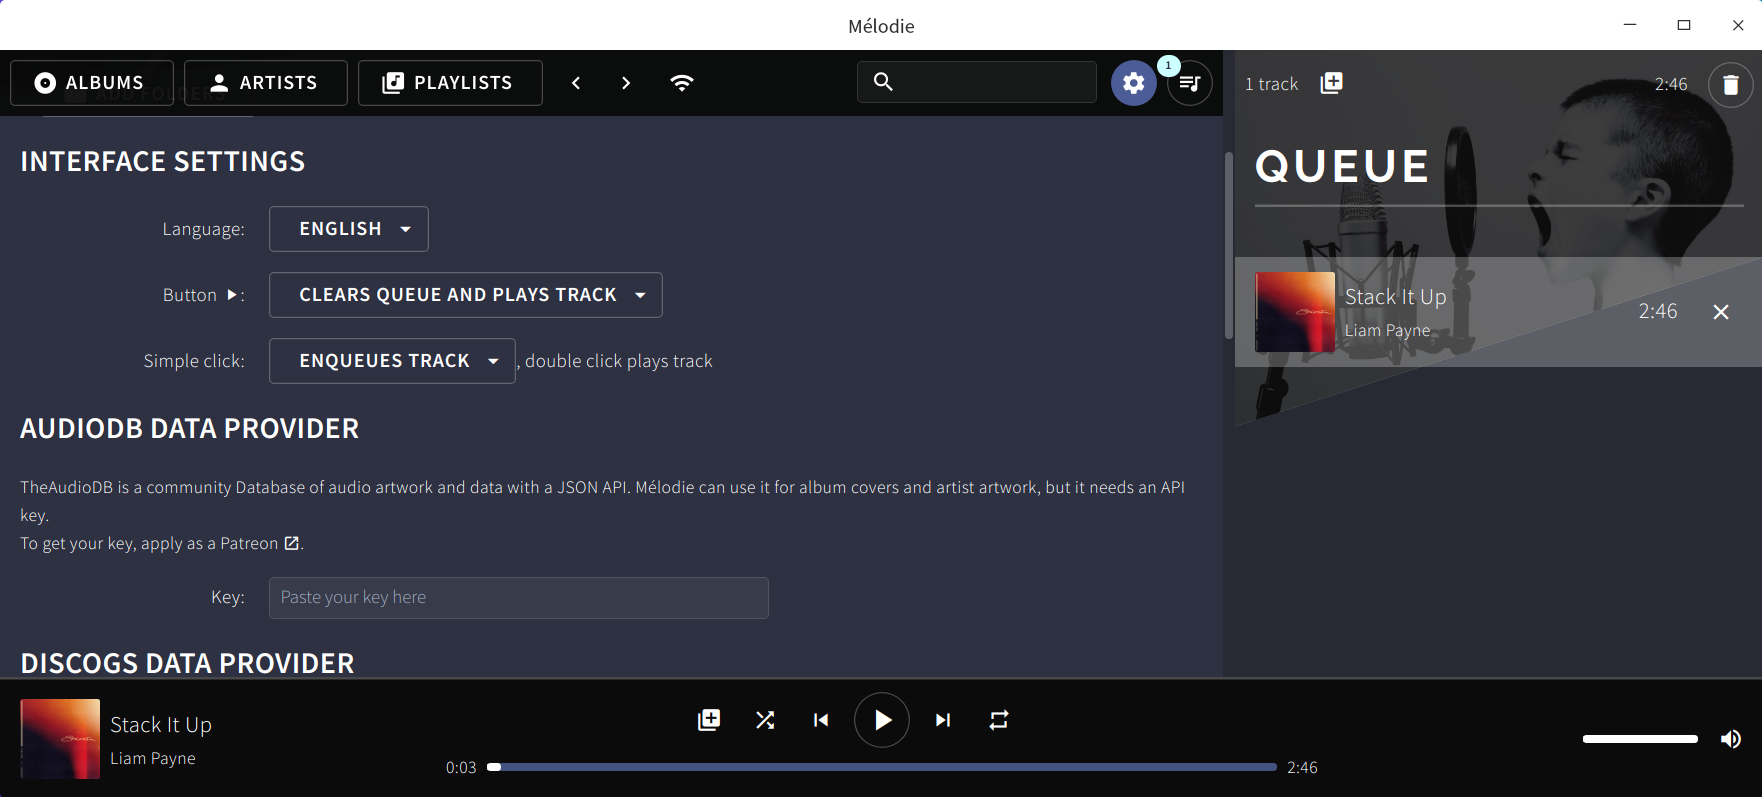 Mélodie
ALBUMS
ARTISTS
PLAYLISTS
1
ADD FOLDERS
INTERFACE SETTINGS
Language:
ENGLISH
Button ▶:
CLEARS QUEUE AND PLAYS TRACK
Simple click:
ENQUEUES TRACK
, double click plays track
AUDIODB DATA PROVIDER
TheAudioDB is a community Database of audio artwork and data with a JSON API. Mélodie can use it for album covers and artist artwork, but it needs an API
key.
To get your key, apply as a Patreon.
Key:
Paste your key here
DISCOGS DATA PROVIDER
1 track
2:46
QUEUE
Stack It Up
Liam Payne
2:46
Stack It Up
Liam Payne
0:03
2:46